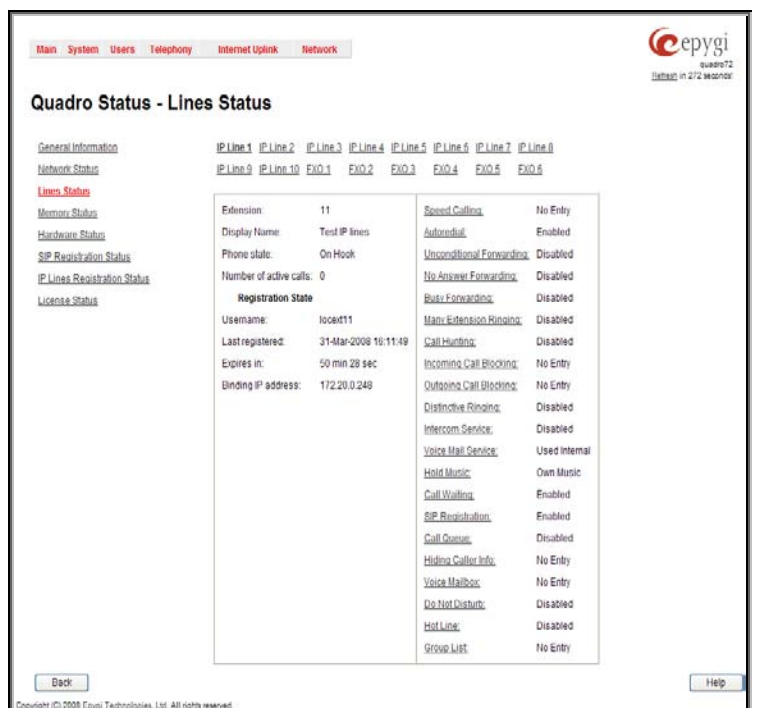 Main System Users Telephony Internet Uplink Network
epygi
quadro72
Refresh in 272 seconds!
Quadro Status - Lines Status
General Information
Network Status
Lines Status
Memory Status
Hardware Status
SIP Registration Status
IP Lines Registration Status
License Status
IP Line 1 IP Line 2 IP Line 3 IP Line 4 IP Line 5 IP Line 6 IP Line 7 IP Line 8
IP Line 9 IP Line 10 FXO 1 FXO 2 FXO 3 FXO 4 FXO 5 FXO 6
Extension: 11
Display Name: Test IP lines
Phone state: On Hook
Number of active calls: 0
Registration State
Username: locext11
Last registered: 31-Mar-2008 16:11:49
Expires in: 50 min 28 sec
Binding IP address: 172.20.0.248
Speed Calling: No Entry
Autoredial: Enabled
Unconditional Forwarding: Disabled
No Answer Forwarding: Disabled
Busy Forwarding: Disabled
Many Extension Ringing: Disabled
Call Hunting: Disabled
Incoming Call Blocking: No Entry
Outgoing Call Blocking: No Entry
Distinctive Ringing: Disabled
Intercom Service: Disabled
Voice Mail Service: Used Internal
Hold Music: Own Music
Call Waiting: Enabled
SIP Registration: Enabled
Call Queue: Disabled
Hiding Caller Info: No Entry
Voice Mailbox: No Entry
Do Not Disturb: Disabled
Hot Line: Disabled
Group List: No Entry
Back
Help
Copyright (C) 2008 Epygi Technologies, Ltd. All rights reserved.